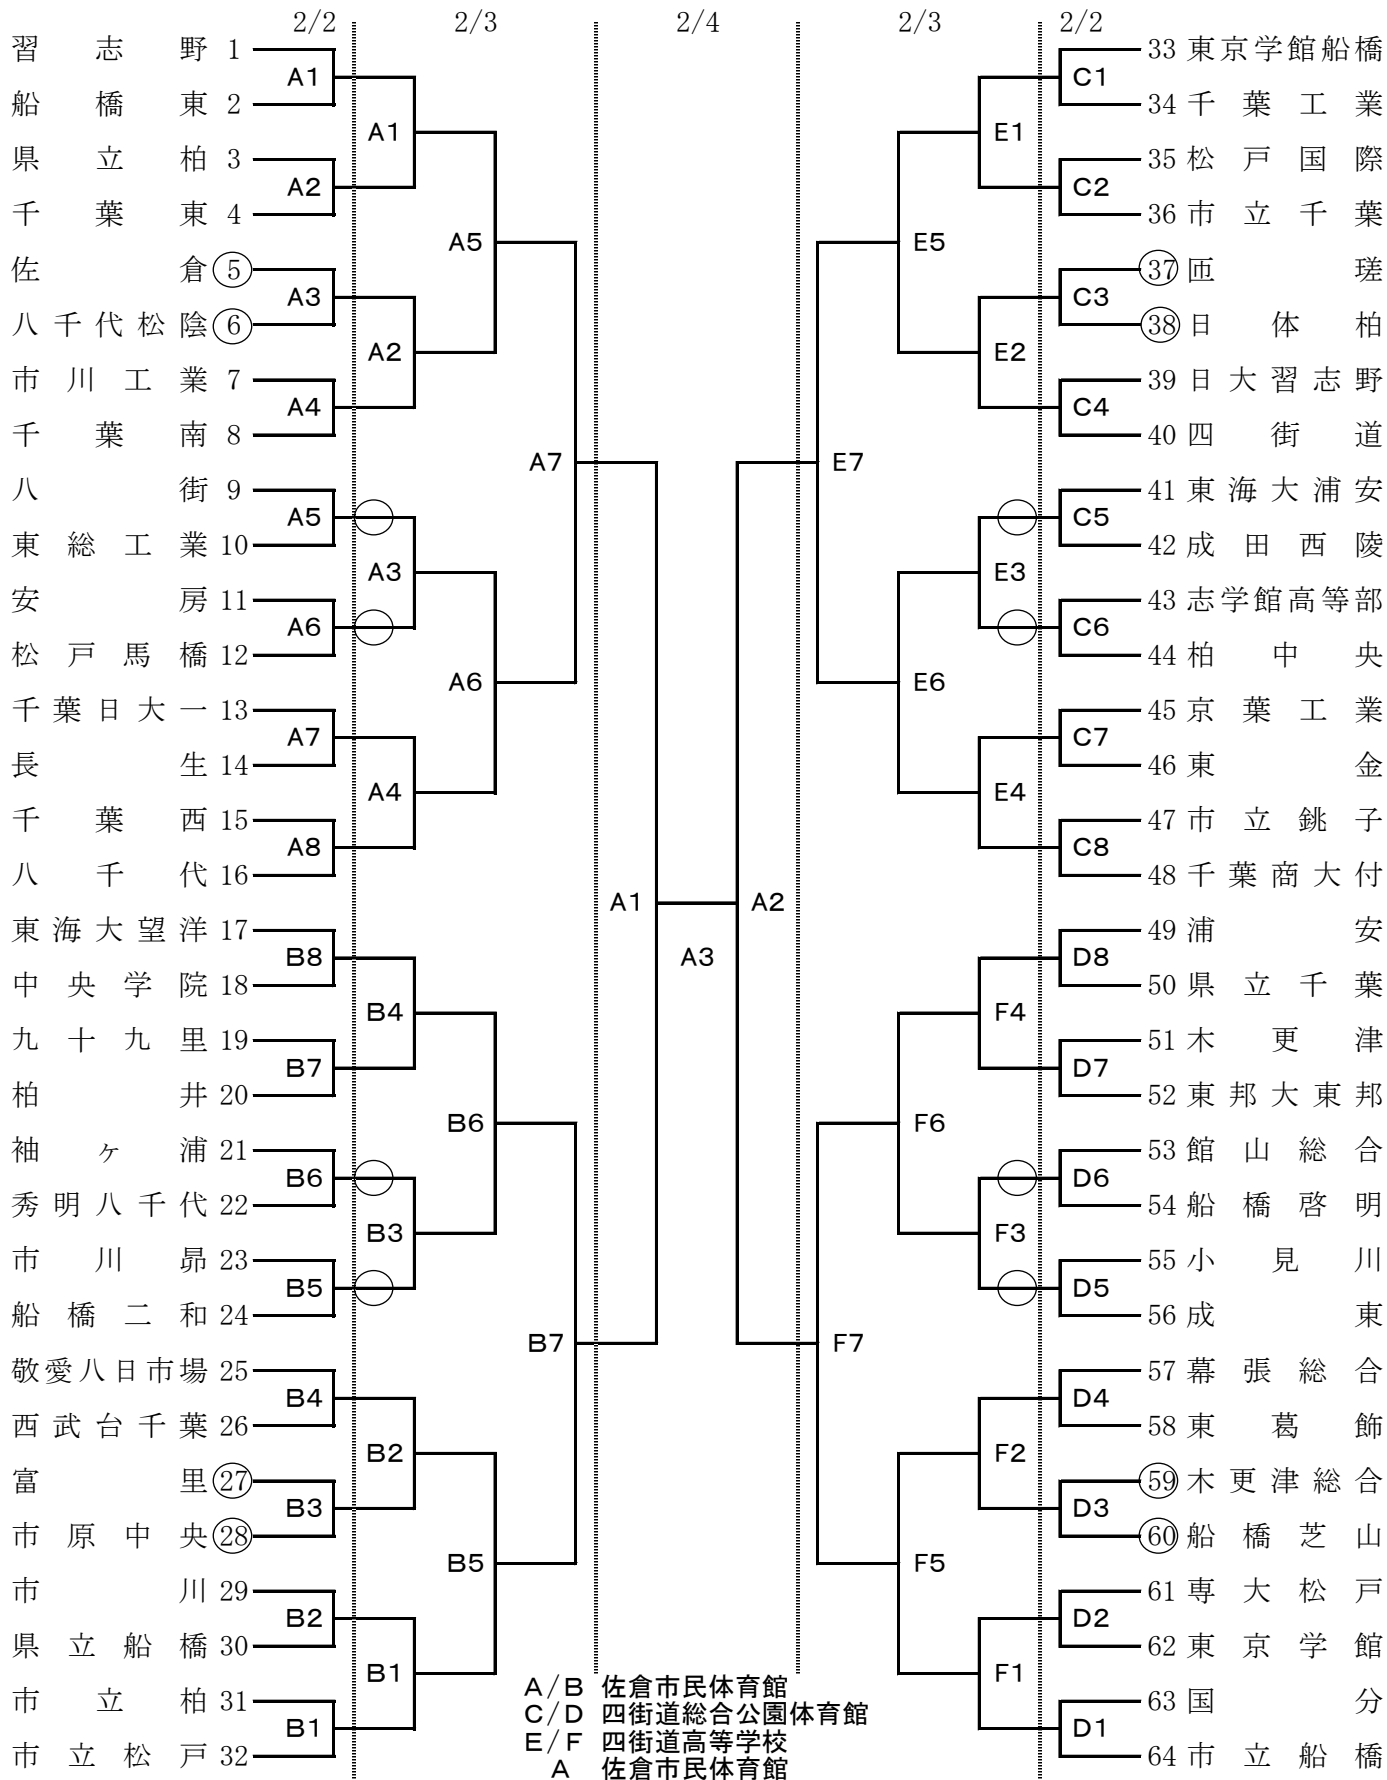 2/2 2/3 2/4 2/3 2/2
習志野 1 33 東京学館船橋
A1 C1
船橋東 2 34 千葉工業
A1 E1
県立柏 3 35 松戸国際
A2 C2
千葉東 4 36 市立千葉
A5 E5
佐倉 5 37 匝瑳
A3 C3
八千代松陰 6 38 日体柏
A2 E2
市川工業 7 39 日大習志野
A4 C4
千葉南 8 40 四街道
A7 E7
八街 9 41 東海大浦安
A5 C5
東総工業 10 42 成田西陵
A3 E3
安房 11 43 志学館高等部
A6 C6
松戸馬橋 12 44 柏中央
A6 E6
千葉日大一 13 45 京葉工業
A7 C7
長生 14 46 東金
A4 E4
千葉西 15 47 市立銚子
A8 C8
八千代 16 48 千葉商大付
A1 A2
東海大望洋 17 49 浦安
B8 A3 D8
中央学院 18 50 県立千葉
B4 F4
九十九里 19 51 木更津
B7 D7
柏井 20 52 東邦大東邦
B6 F6
袖ヶ浦 21 53 館山総合
B6 D6
秀明八千代 22 54 船橋啓明
B3 F3
市川昴 23 55 小見川
B5 D5
船橋二和 24 56 成東
B7 F7
敬愛八日市場 25 57 幕張総合
B4 D4
西武台千葉 26 58 東葛飾
B2 F2
富里 27 59 木更津総合
B3 D3
市原中央 28 60 船橋芝山
B5 F5
市川 29 61 専大松戸
B2 D2
県立船橋 30 62 東京学館
B1 F1
市立柏 31 63 国分
B1 D1
市立松戸 32 64 市立船橋
A/B 佐倉市民体育館
C/D 四街道総合公園体育館
E/F 四街道高等学校
A 佐倉市民体育館